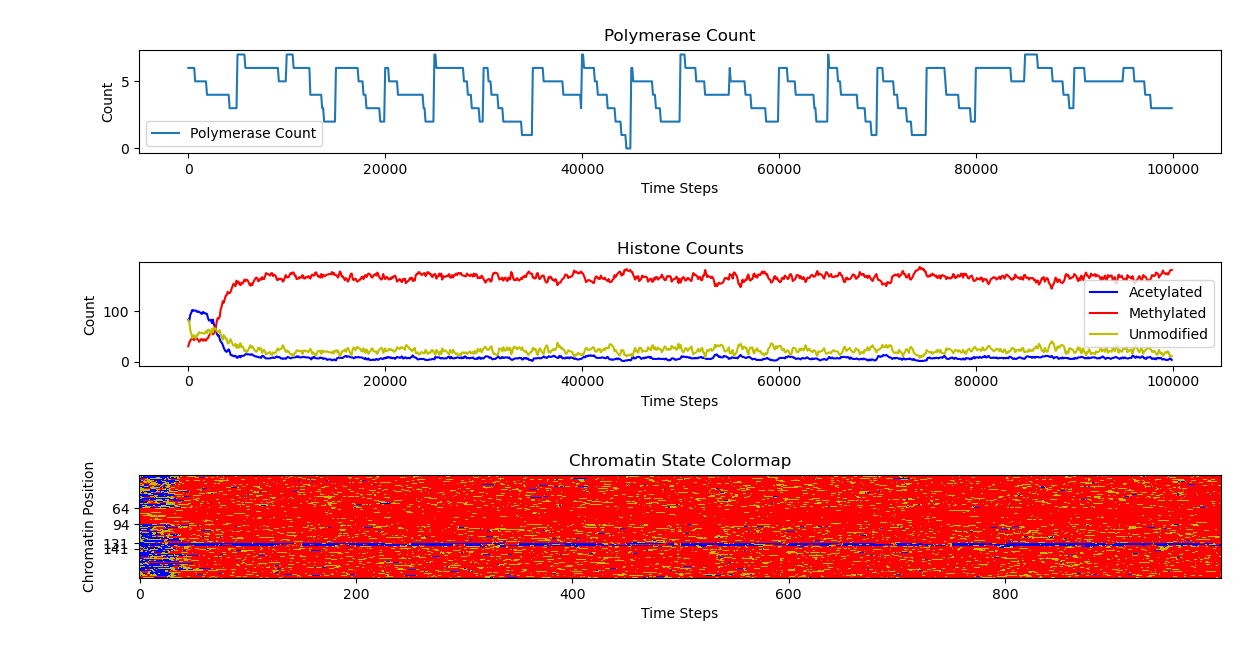 Polymerase Count
5
0
Count
Polymerase Count
0 20000 40000 60000 80000 100000
Time Steps
Histone Counts
100
0
Count
Acetylated
Methylated
Unmodified
0 20000 40000 60000 80000 100000
Time Steps
Chromatin State Colormap
64
94
131
141
Chromatin Position
0 200 400 600 800
Time Steps